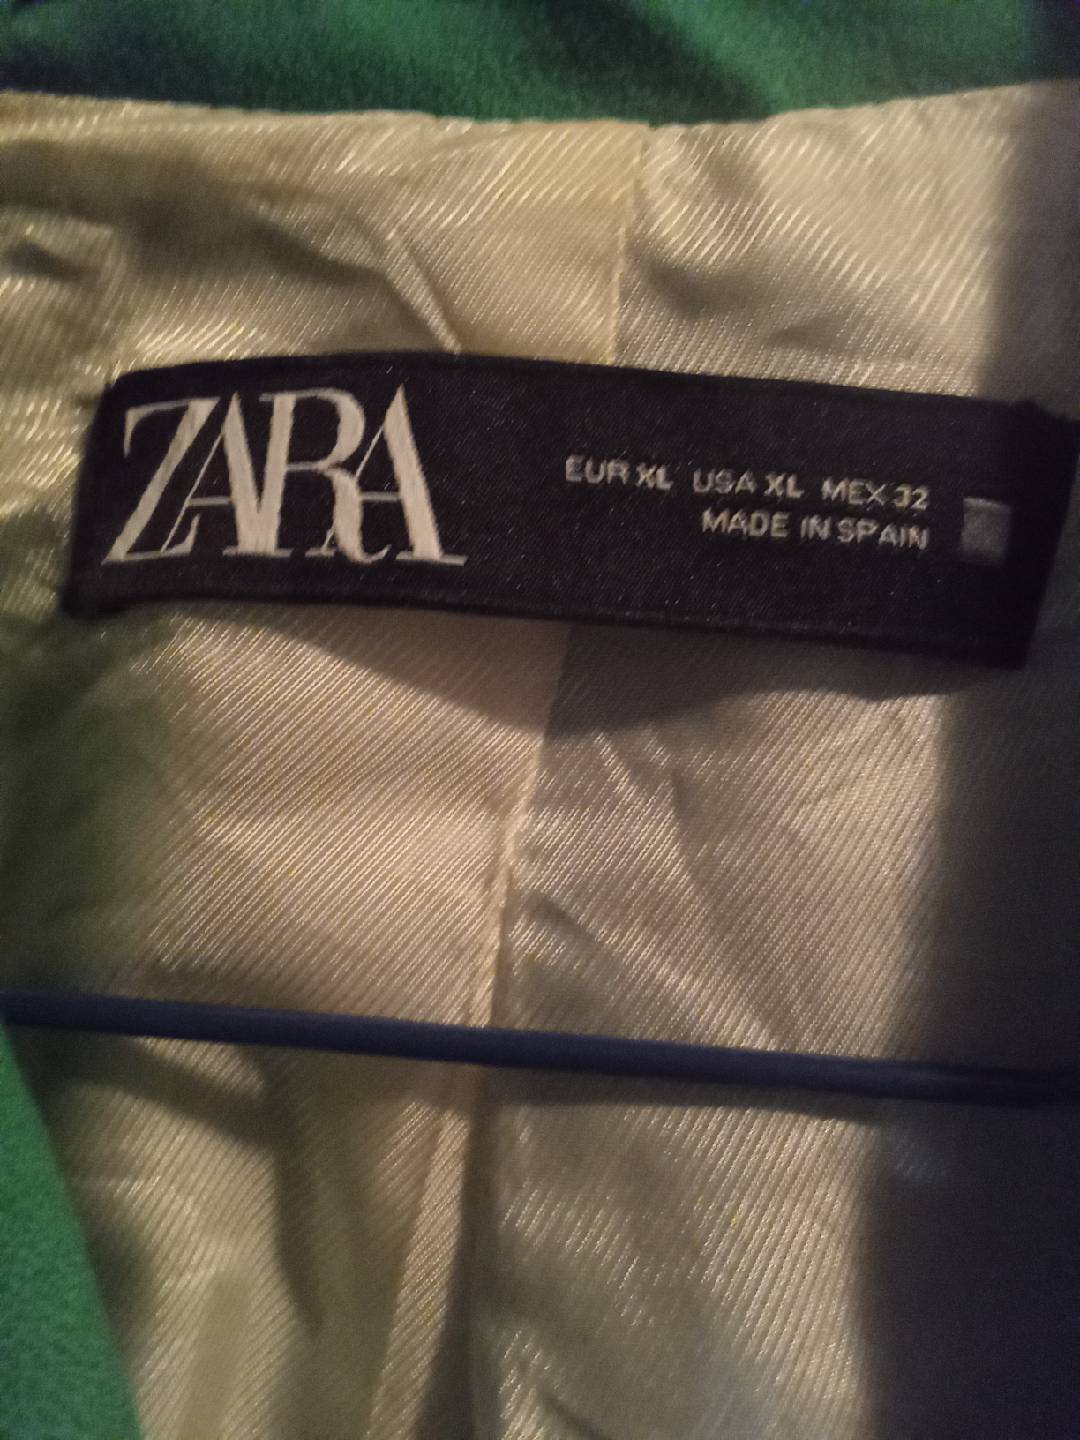 ZARA
EUR XL USA XL MEX 32
MADE IN SPAIN